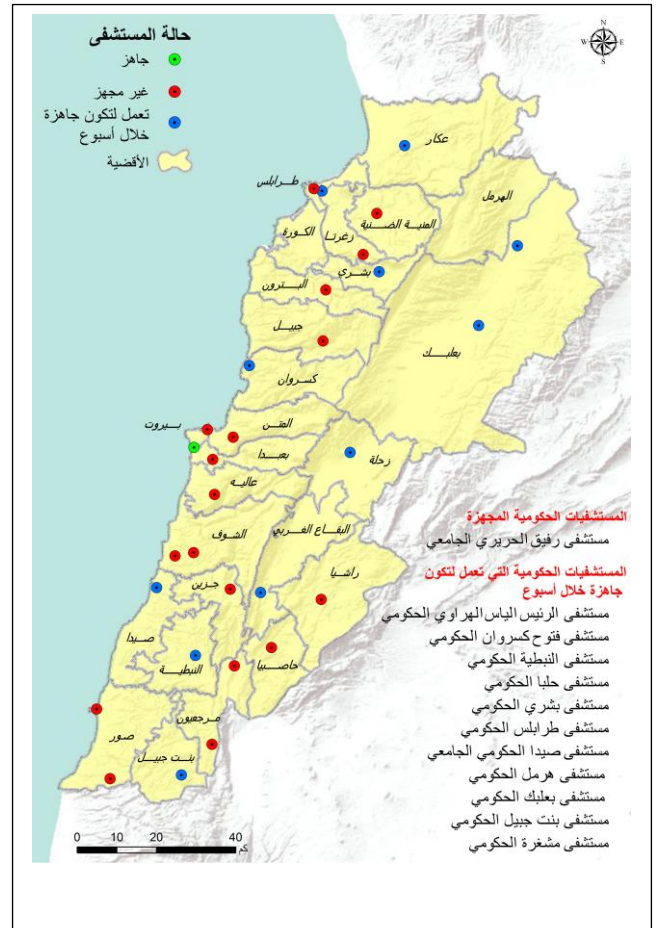 حالة المستشفى
جاهز
غير مجهز
تعمل لتكون جاهزة
خلال أسبوع
الأقضية
N
W
E
S
عكار
طرابلس
الهرمل
المنية الضنية
زغرتا
الكورة
بشري
البترون
جبيل
بعلبك
كسروان
المتن
بيروت
بعبدا
زحلة
عاليه
البقاع الغربي
الشوف
راشيا
جزين
صيدا
النبطية
حاصبيا
مرجعيون
صور
بنت جبيل
المستشفيات الحكومية المجهزة
مستشفى رفيق الحريري الجامعي
المستشفيات الحكومية التي تعمل لتكون
جاهزة خلال أسبوع
مستشفى الرئيس الياس الهراوي الحكومي
مستشفى فتوح كسروان الحكومي
مستشفى النبطية الحكومي
مستشفى حلبا الحكومي
مستشفى بشري الحكومي
مستشفى طرابلس الحكومي
مستشفى صيدا الحكومي الجامعي
مستشفى هرمل الحكومي
مستشفى بعلبك الحكومي
مستشفى بنت جبيل الحكومي
مستشفى مشغرة الحكومي
0 10 20 40
كم